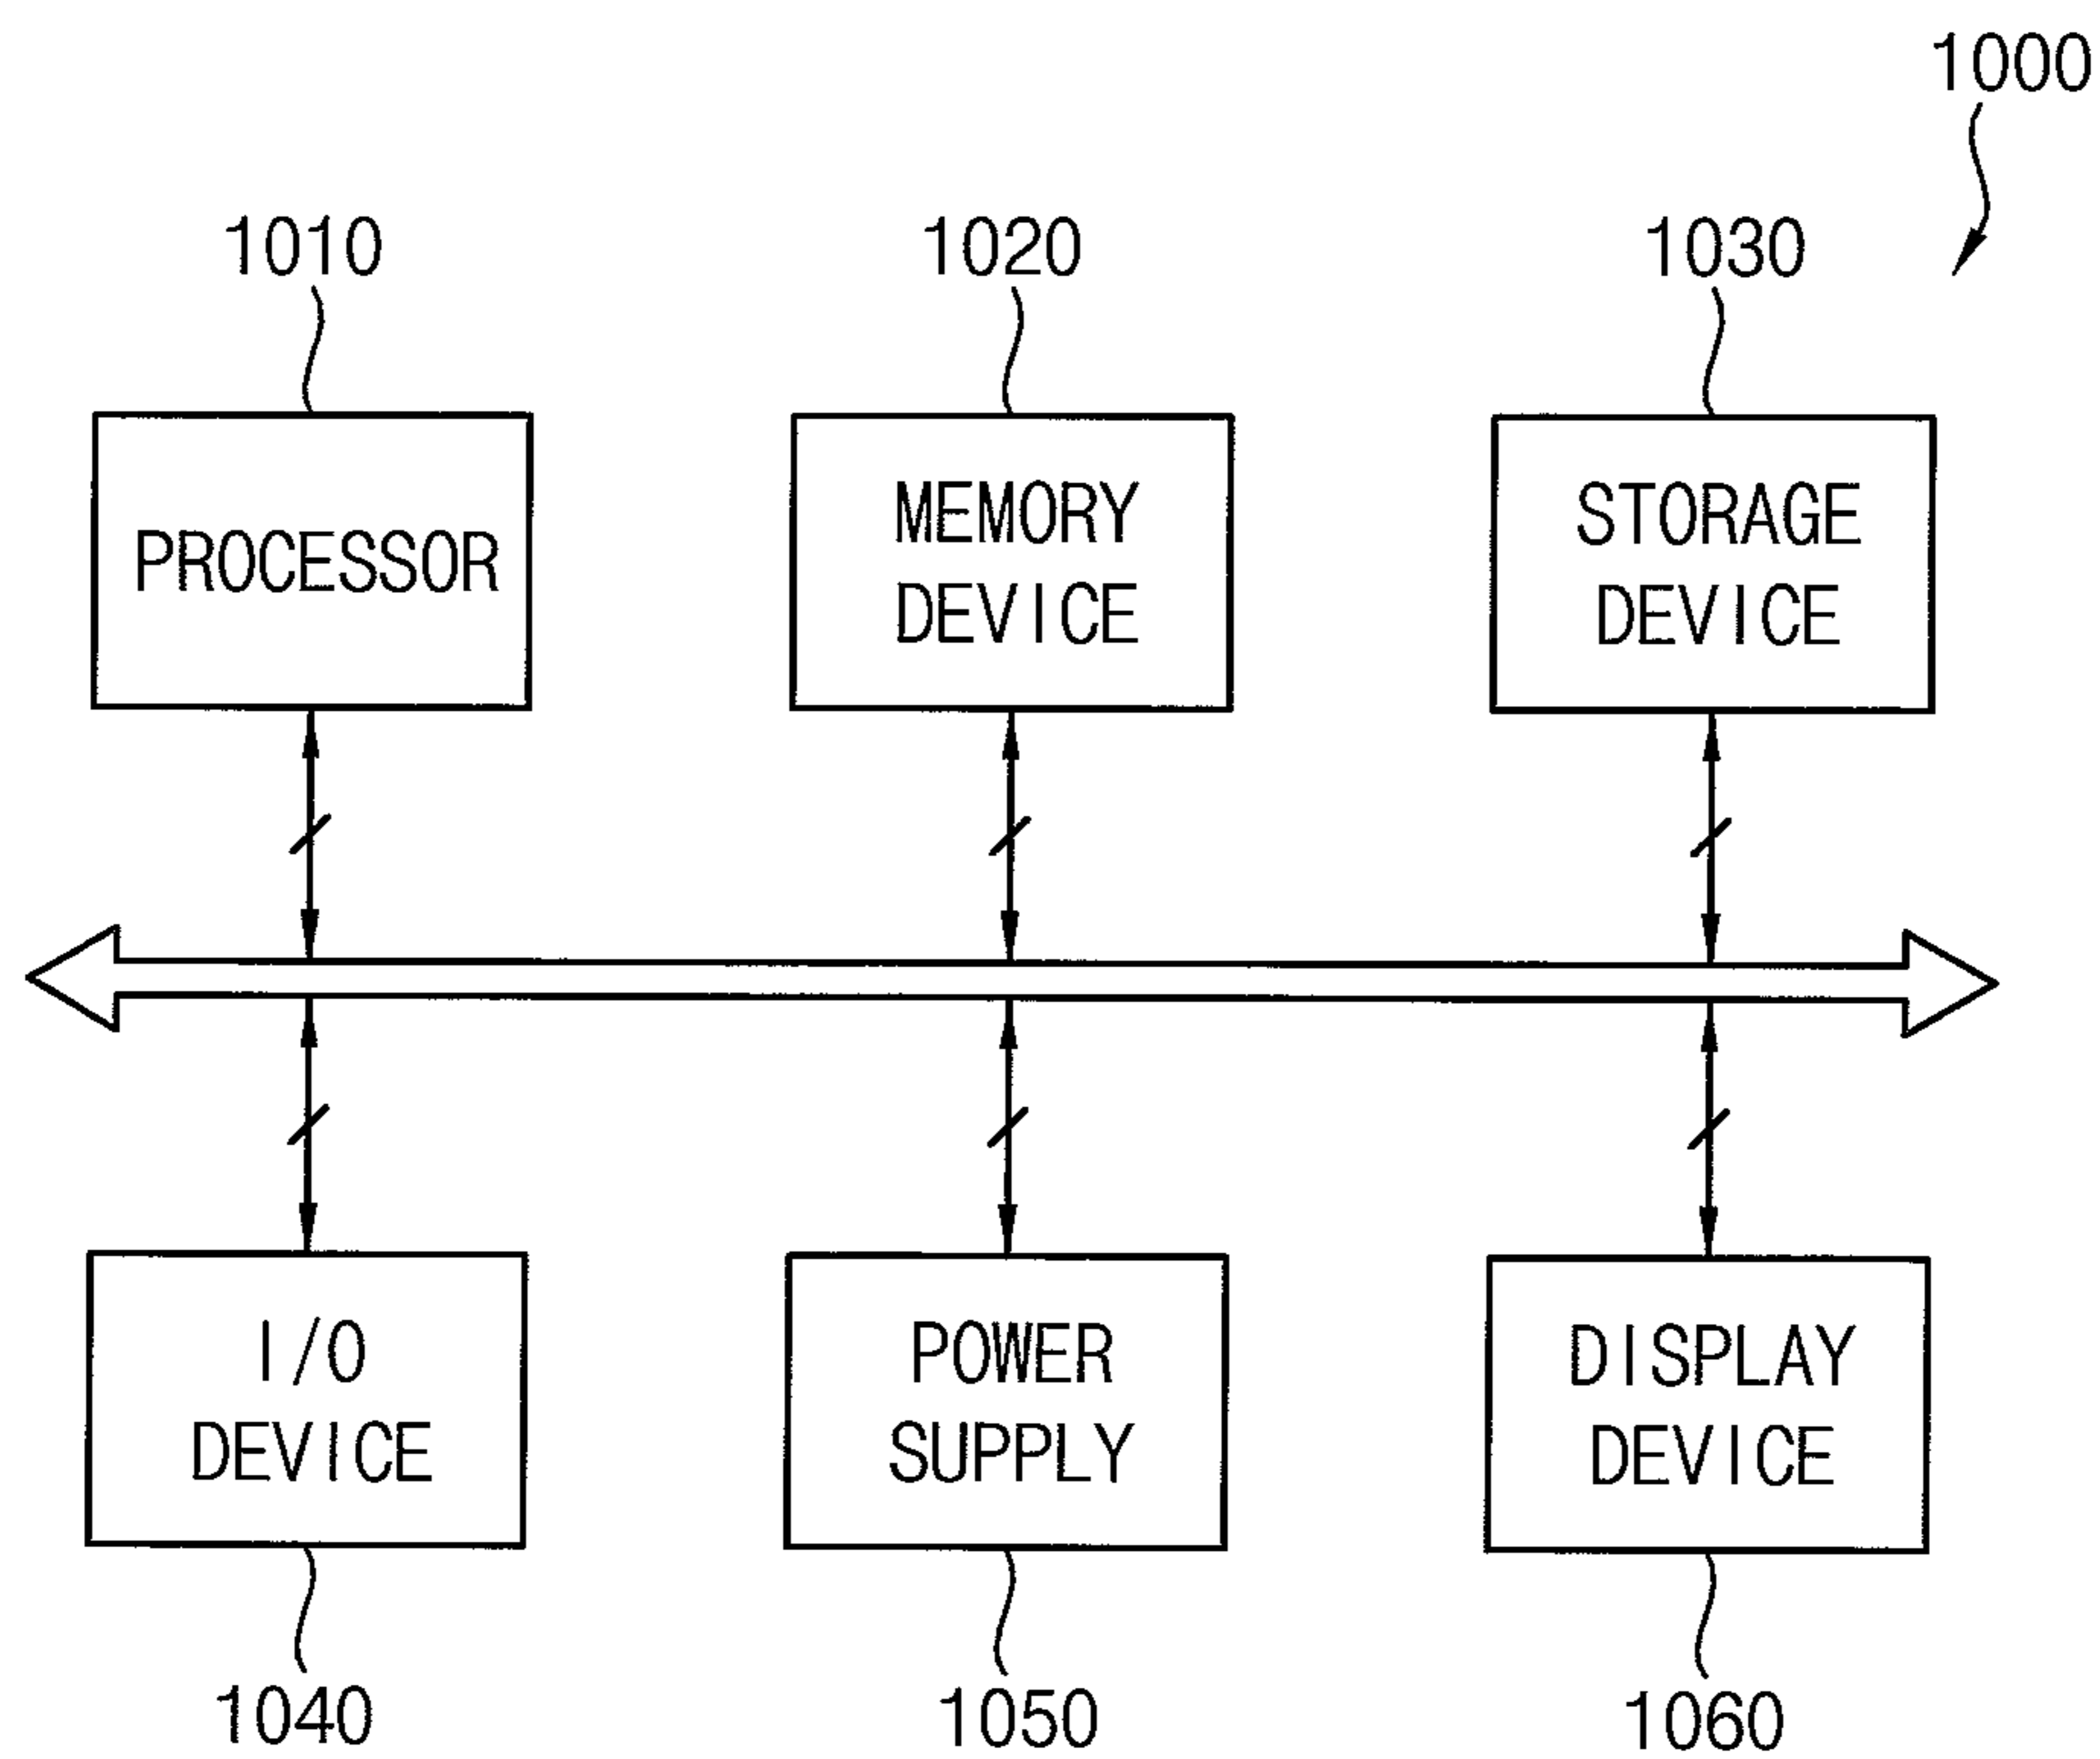 1000
1010
1020
1030
PROCESSOR
MEMORY
DEVICE
STORAGE
DEVICE
I/O
DEVICE
POWER
SUPPLY
DISPLAY
DEVICE
1040
1050
1060